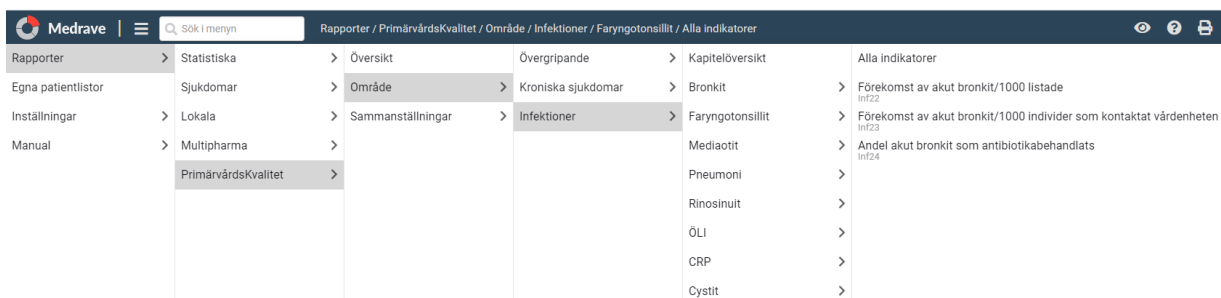 Medrave
Sök i menyn
Rapporter / PrimärvårdsKvalitet / Område / Infektioner / Faryngotonsillit / Alla indikatorer
Rapporter
Egna patientlistor
Inställningar
Manual
Statistiska
Sjukdomar
Lokala
Multipharma
PrimärvårdsKvalitet
Översikt
Område
Sammanställningar
Övergripande
Kroniska sjukdomar
Infektioner
Kapitelöversikt
Bronkit
Faryngotonsillit
Mediaotit
Pneumoni
Rinosinuit
ÖLI
CRP
Cystit
Alla indikatorer
Förekomst av akut bronkit/1000 listade
Inf22
Förekomst av akut bronkit/1000 individer som kontaktat vårdenheten
Inf23
Andel akut bronkit som antibiotikabehandlats
Inf24